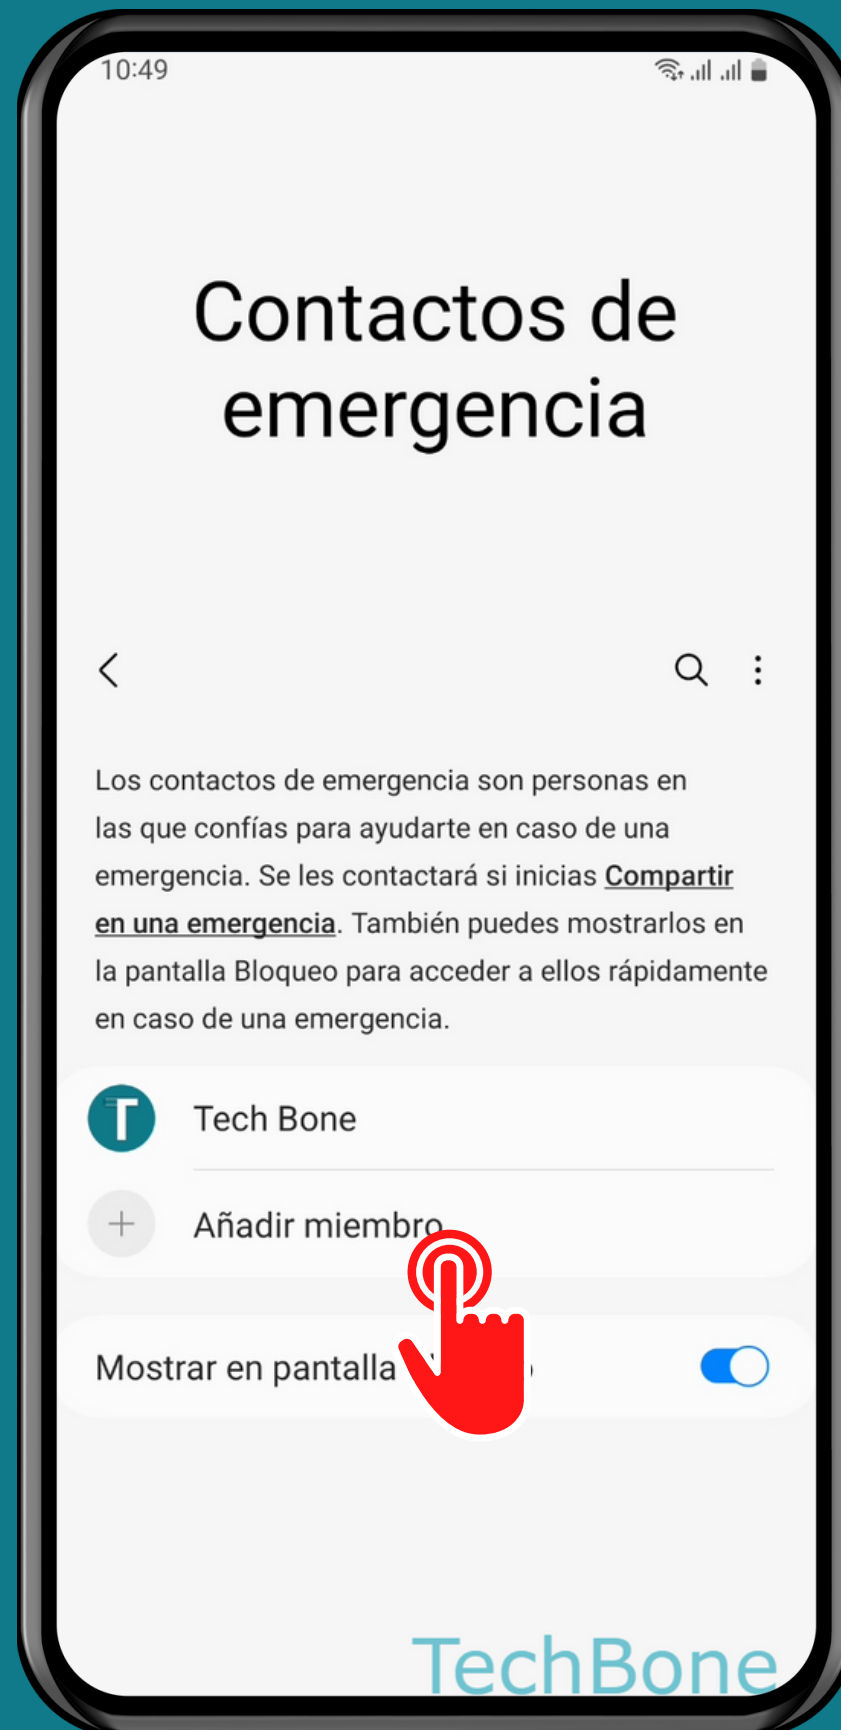 10:49
Contactos de
emergencia
Los contactos de emergencia son personas en
las que confías para ayudarte en caso de una
emergencia. Se les contactará si inicias Compartir
en una emergencia. También puedes mostrarlos en
la pantalla Bloqueo para acceder a ellos rápidamente
en caso de una emergencia.
T
Tech Bone
Añadir miembro
Mostrar en pantalla
TechBone